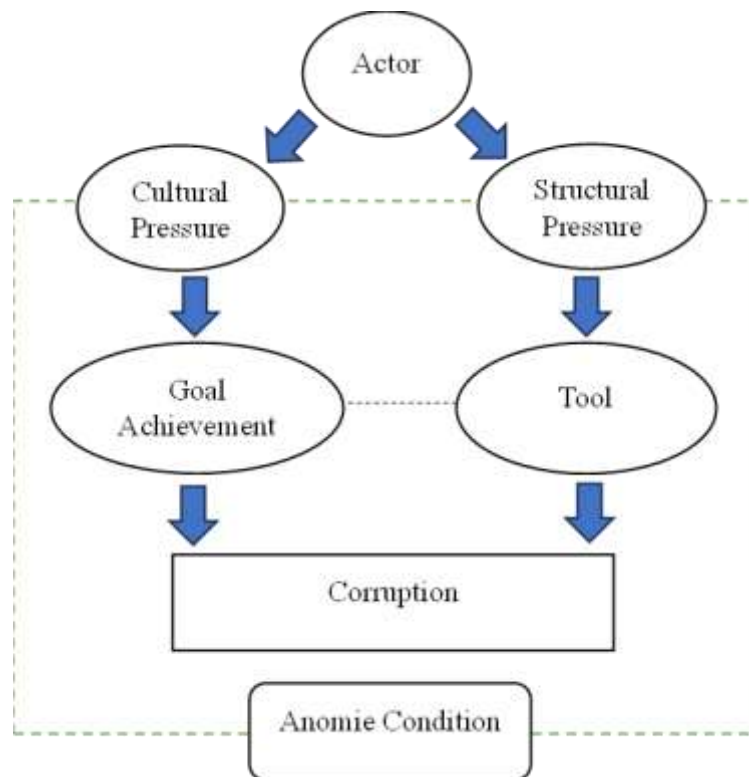 Actor
Cultural
Pressure
Structural
Pressure
Goal
Achievement
Tool
Corruption
Anomie Condition